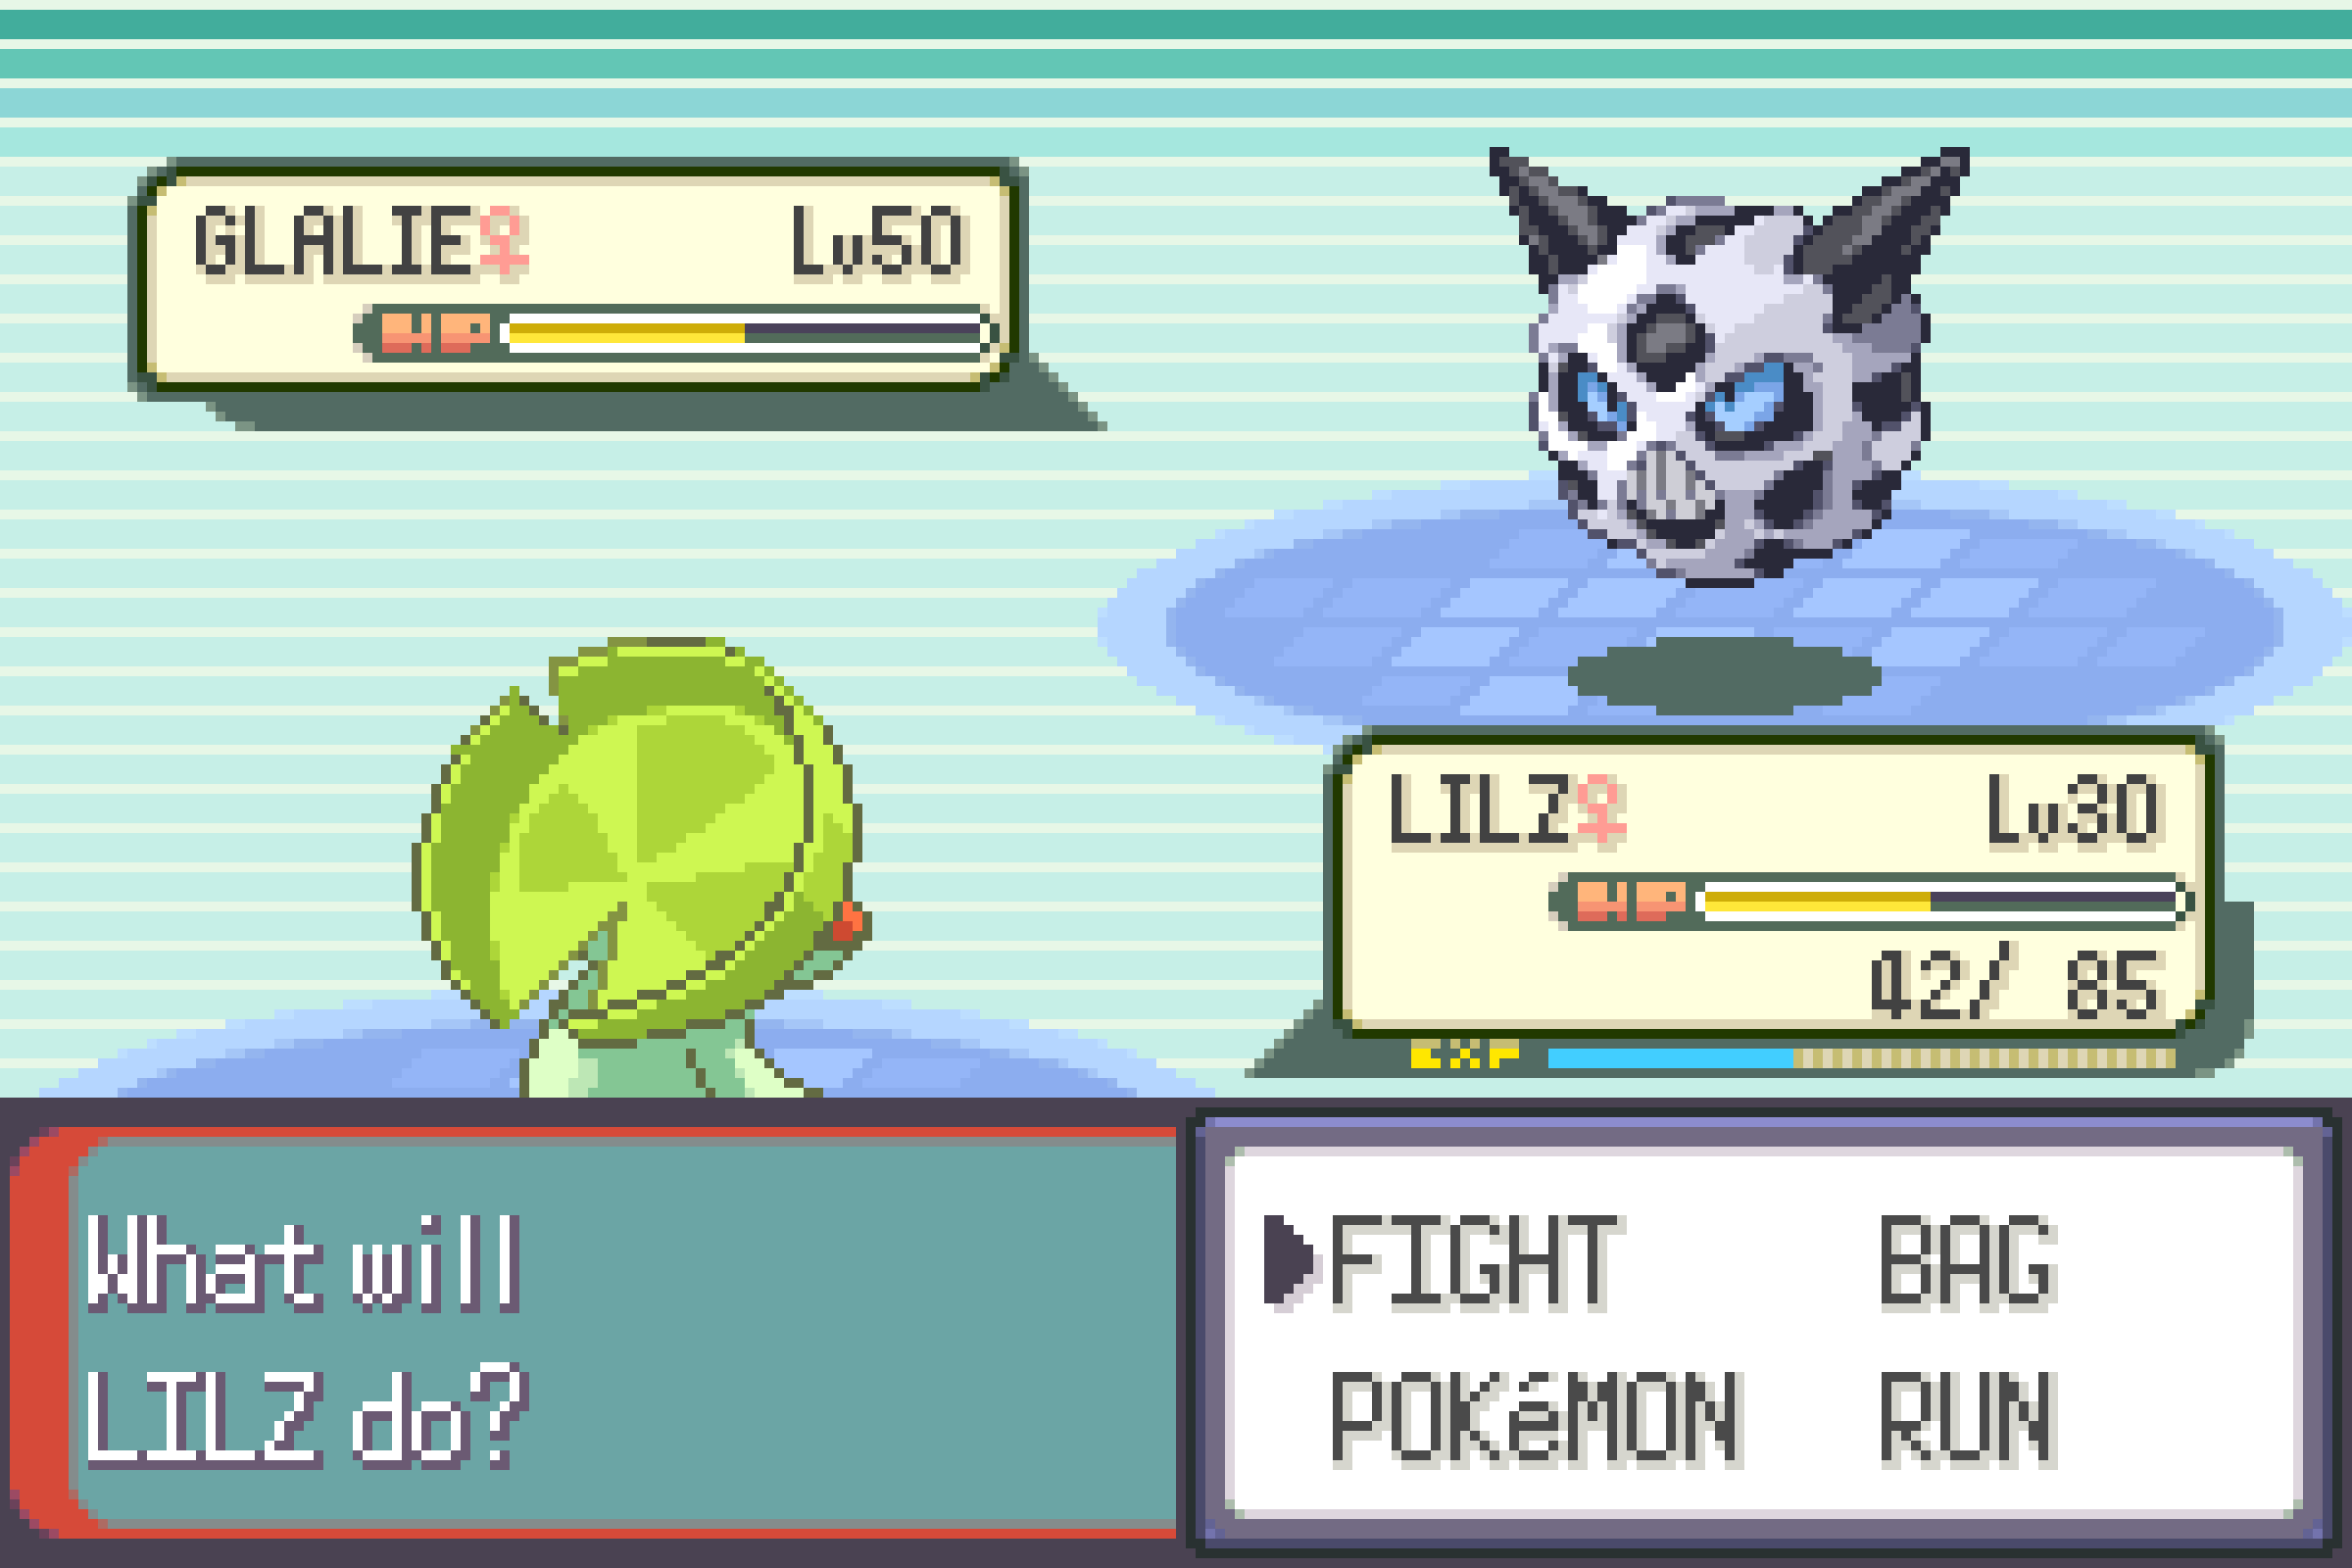 GLALIE♀ Lv50
HP
LILZ♀ Lv30
HP
42/ 85
EXP
What will
LILZ do?
FIGHT BAG
POKéMON RUN